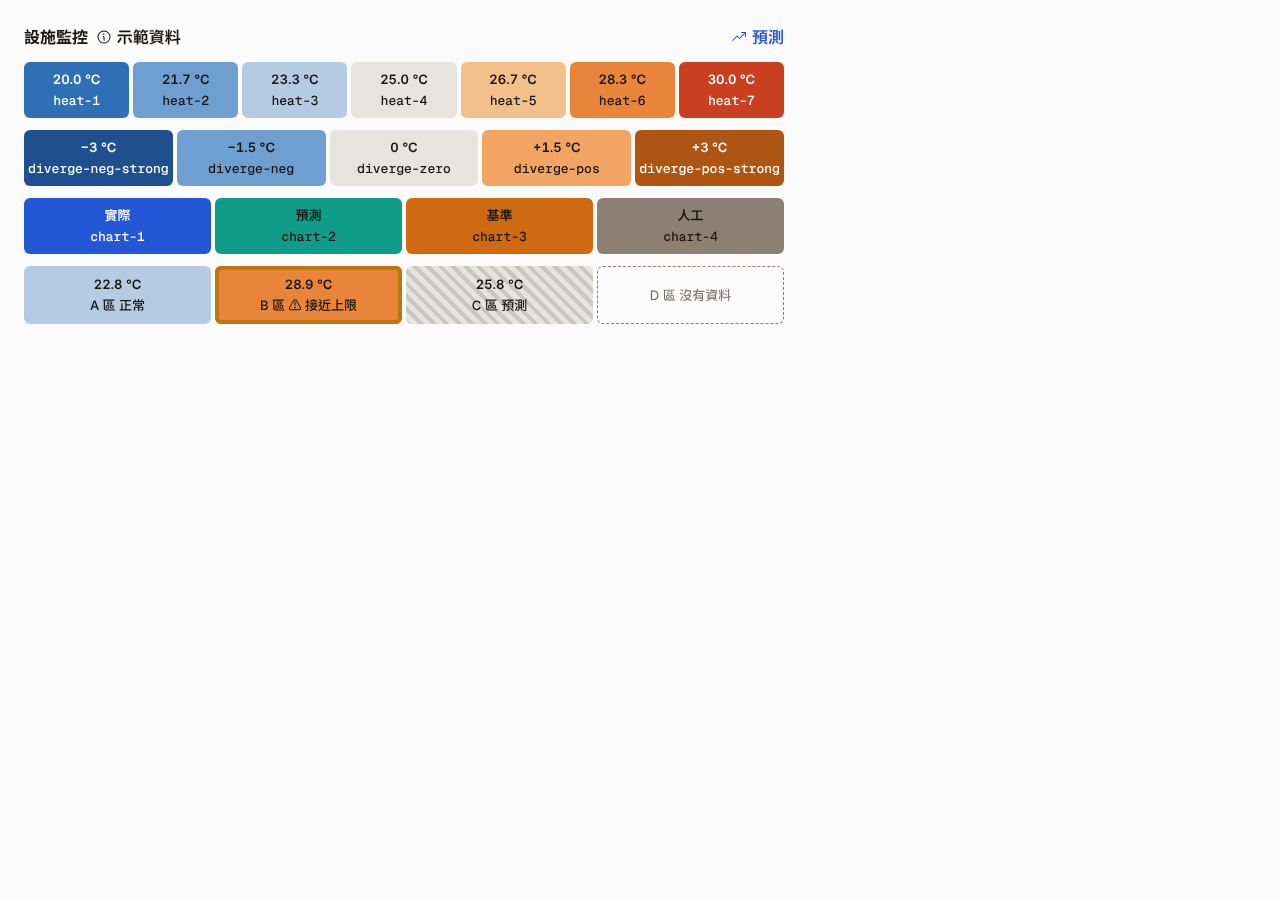 設施監控 示範資料 預測
20.0 °C 21.7 °C 23.3 °C 25.0 °C 26.7 °C 28.3 °C 30.0 °C
heat-1 heat-2 heat-3 heat-4 heat-5 heat-6 heat-7
−3 °C −1.5 °C 0 °C +1.5 °C +3 °C
diverge-neg-strong diverge-neg diverge-zero diverge-pos diverge-pos-strong
實際 預測 基準 人工
chart-1 chart-2 chart-3 chart-4
22.8 °C 28.9 °C 25.8 °C
A 區 正常 B 區 ⚠ 接近上限 C 區 預測 D 區 沒有資料